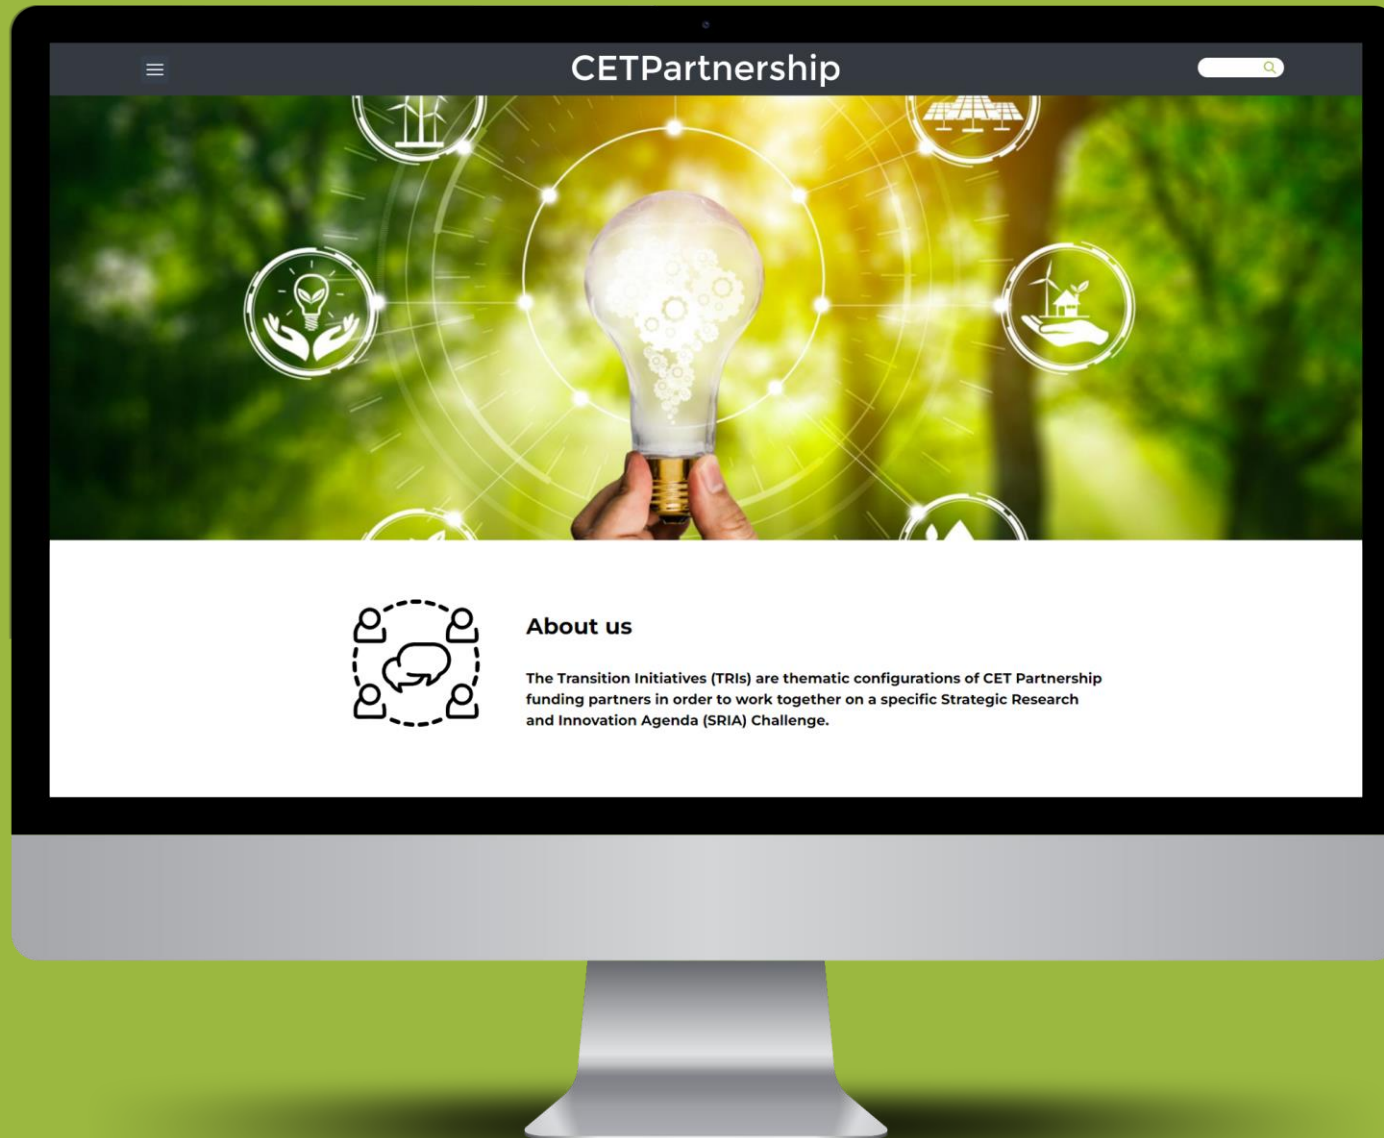 CETPartnership
About us
The Transition Initiatives (TRIs) are thematic configurations of CET Partnership
funding partners in order to work together on a specific Strategic Research
and Innovation Agenda (SRIA) Challenge.